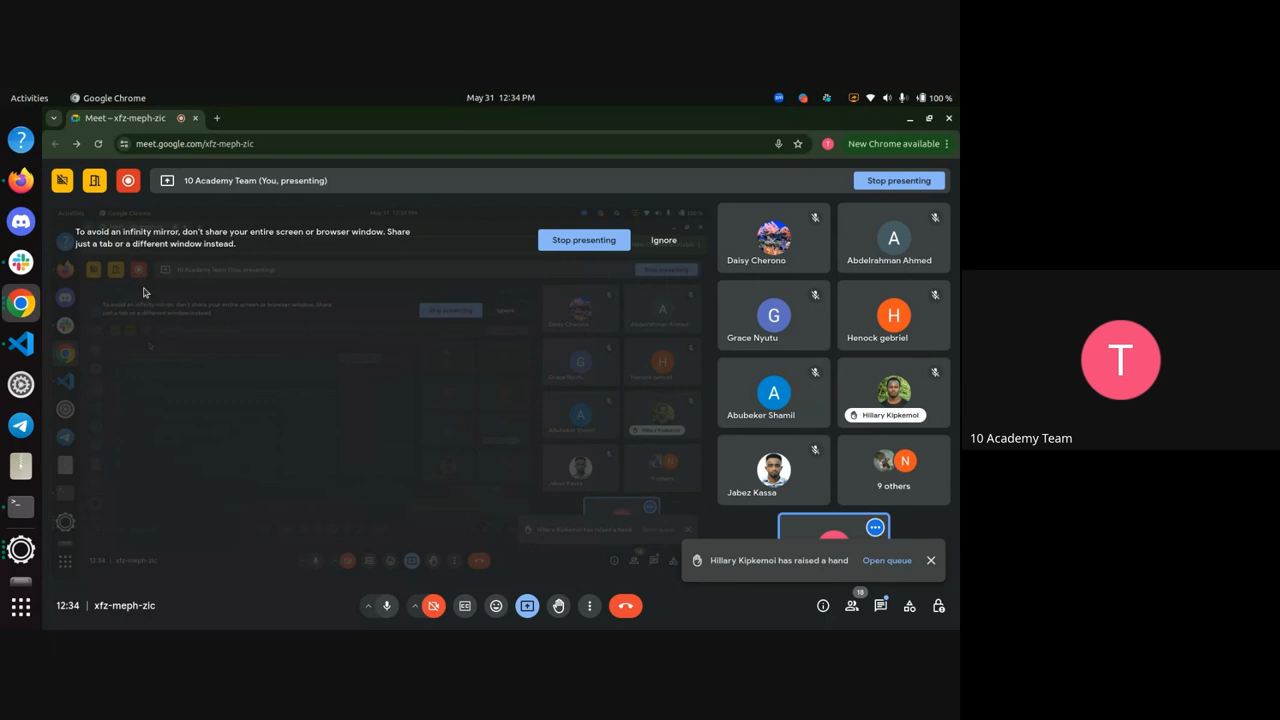 Activities
Google Chrome
May 31 12:34 PM
100 %
Meet – xfz-meph-zic
meet.google.com/xfz-meph-zic
New Chrome available
10 Academy Team (You, presenting)
Stop presenting
To avoid an infinity mirror, don't share your entire screen or browser window. Share
just a tab or a different window instead.
Stop presenting
Ignore
Daisy Cherono
A
Abdelrahman Ahmed
G
Grace Nyutu
H
Henock gebriel
A
Abubeker Shamil
Hillary Kipkemoi
Jabez Kassa
N
9 others
Hillary Kipkemoi has raised a hand
Open queue
12:34
xfz-meph-zic
18
T
10 Academy Team